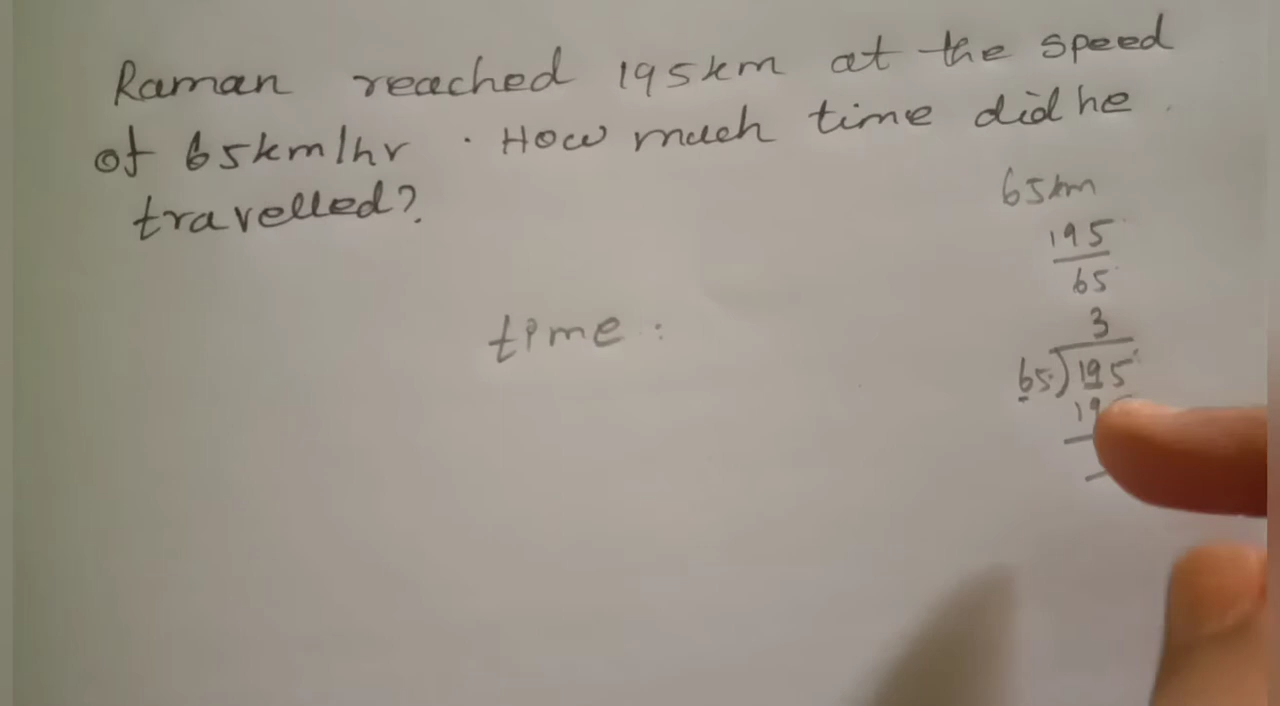 Raman reached 195km at the speed
of 65km/hr . How much time did he
travelled?
65km
195
65
time :
3
65)195